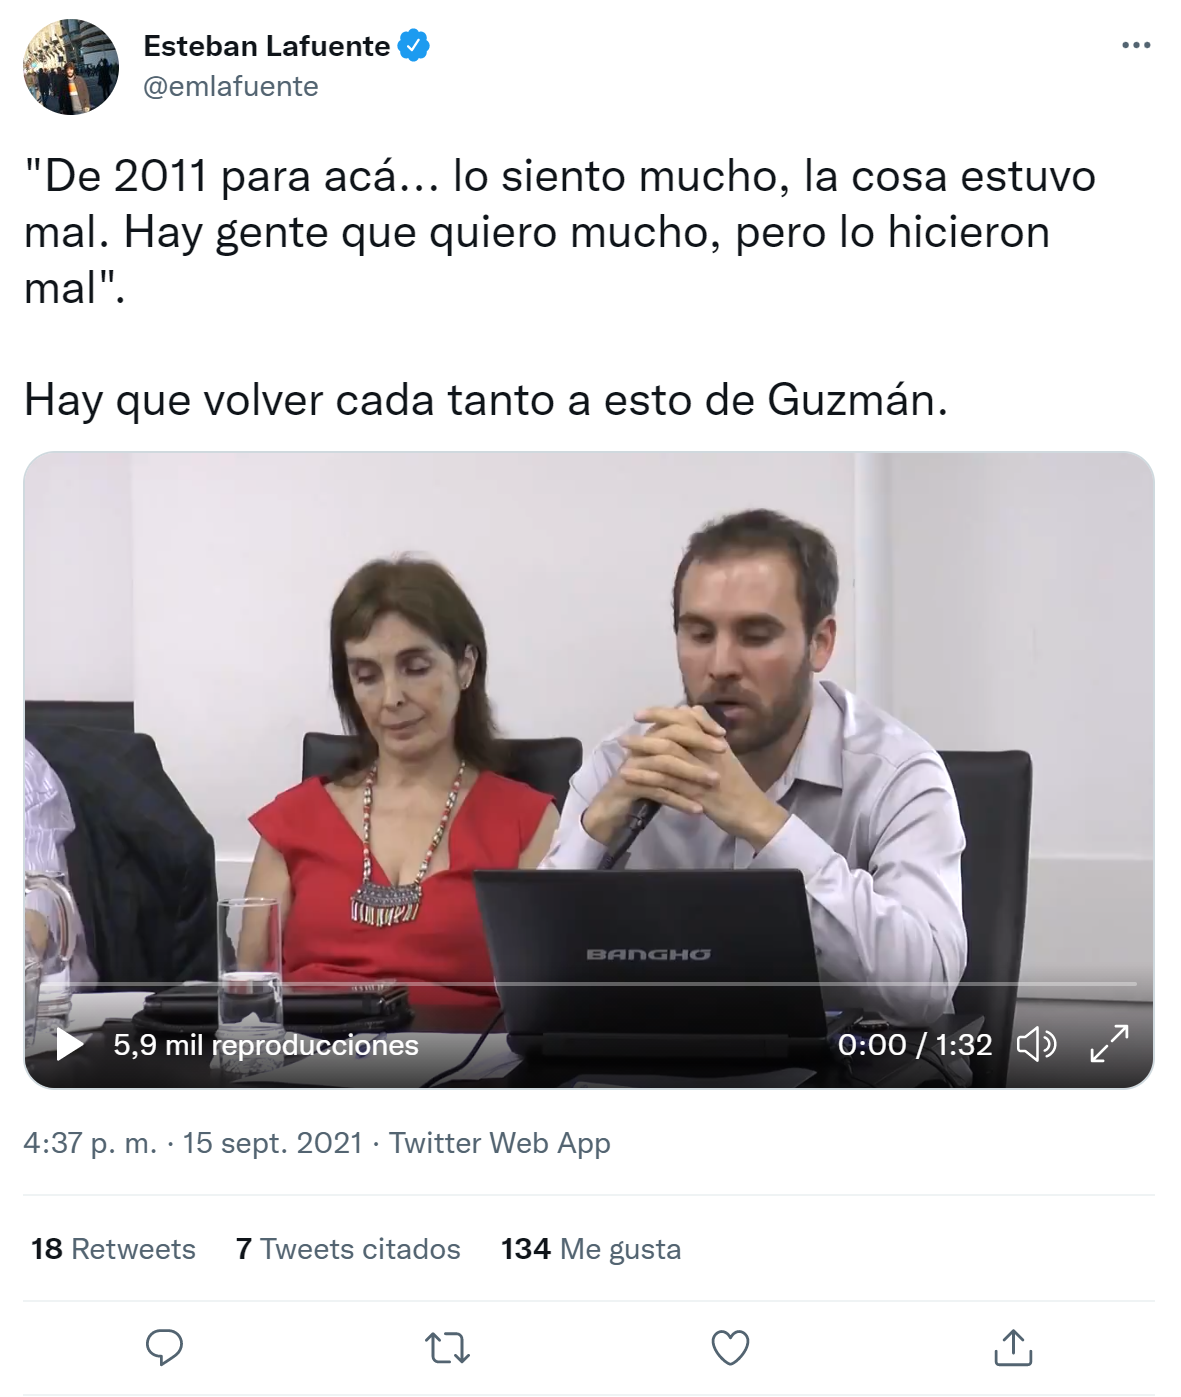 Esteban Lafuente
@emlafuente
"De 2011 para acá... lo siento mucho, la cosa estuvo
mal. Hay gente que quiero mucho, pero lo hicieron
mal".
Hay que volver cada tanto a esto de Guzmán.
BANGHO
5,9 mil reproducciones
0:00 / 1:32
4:37 p. m. · 15 sept. 2021 · Twitter Web App
18 Retweets 7 Tweets citados 134 Me gusta